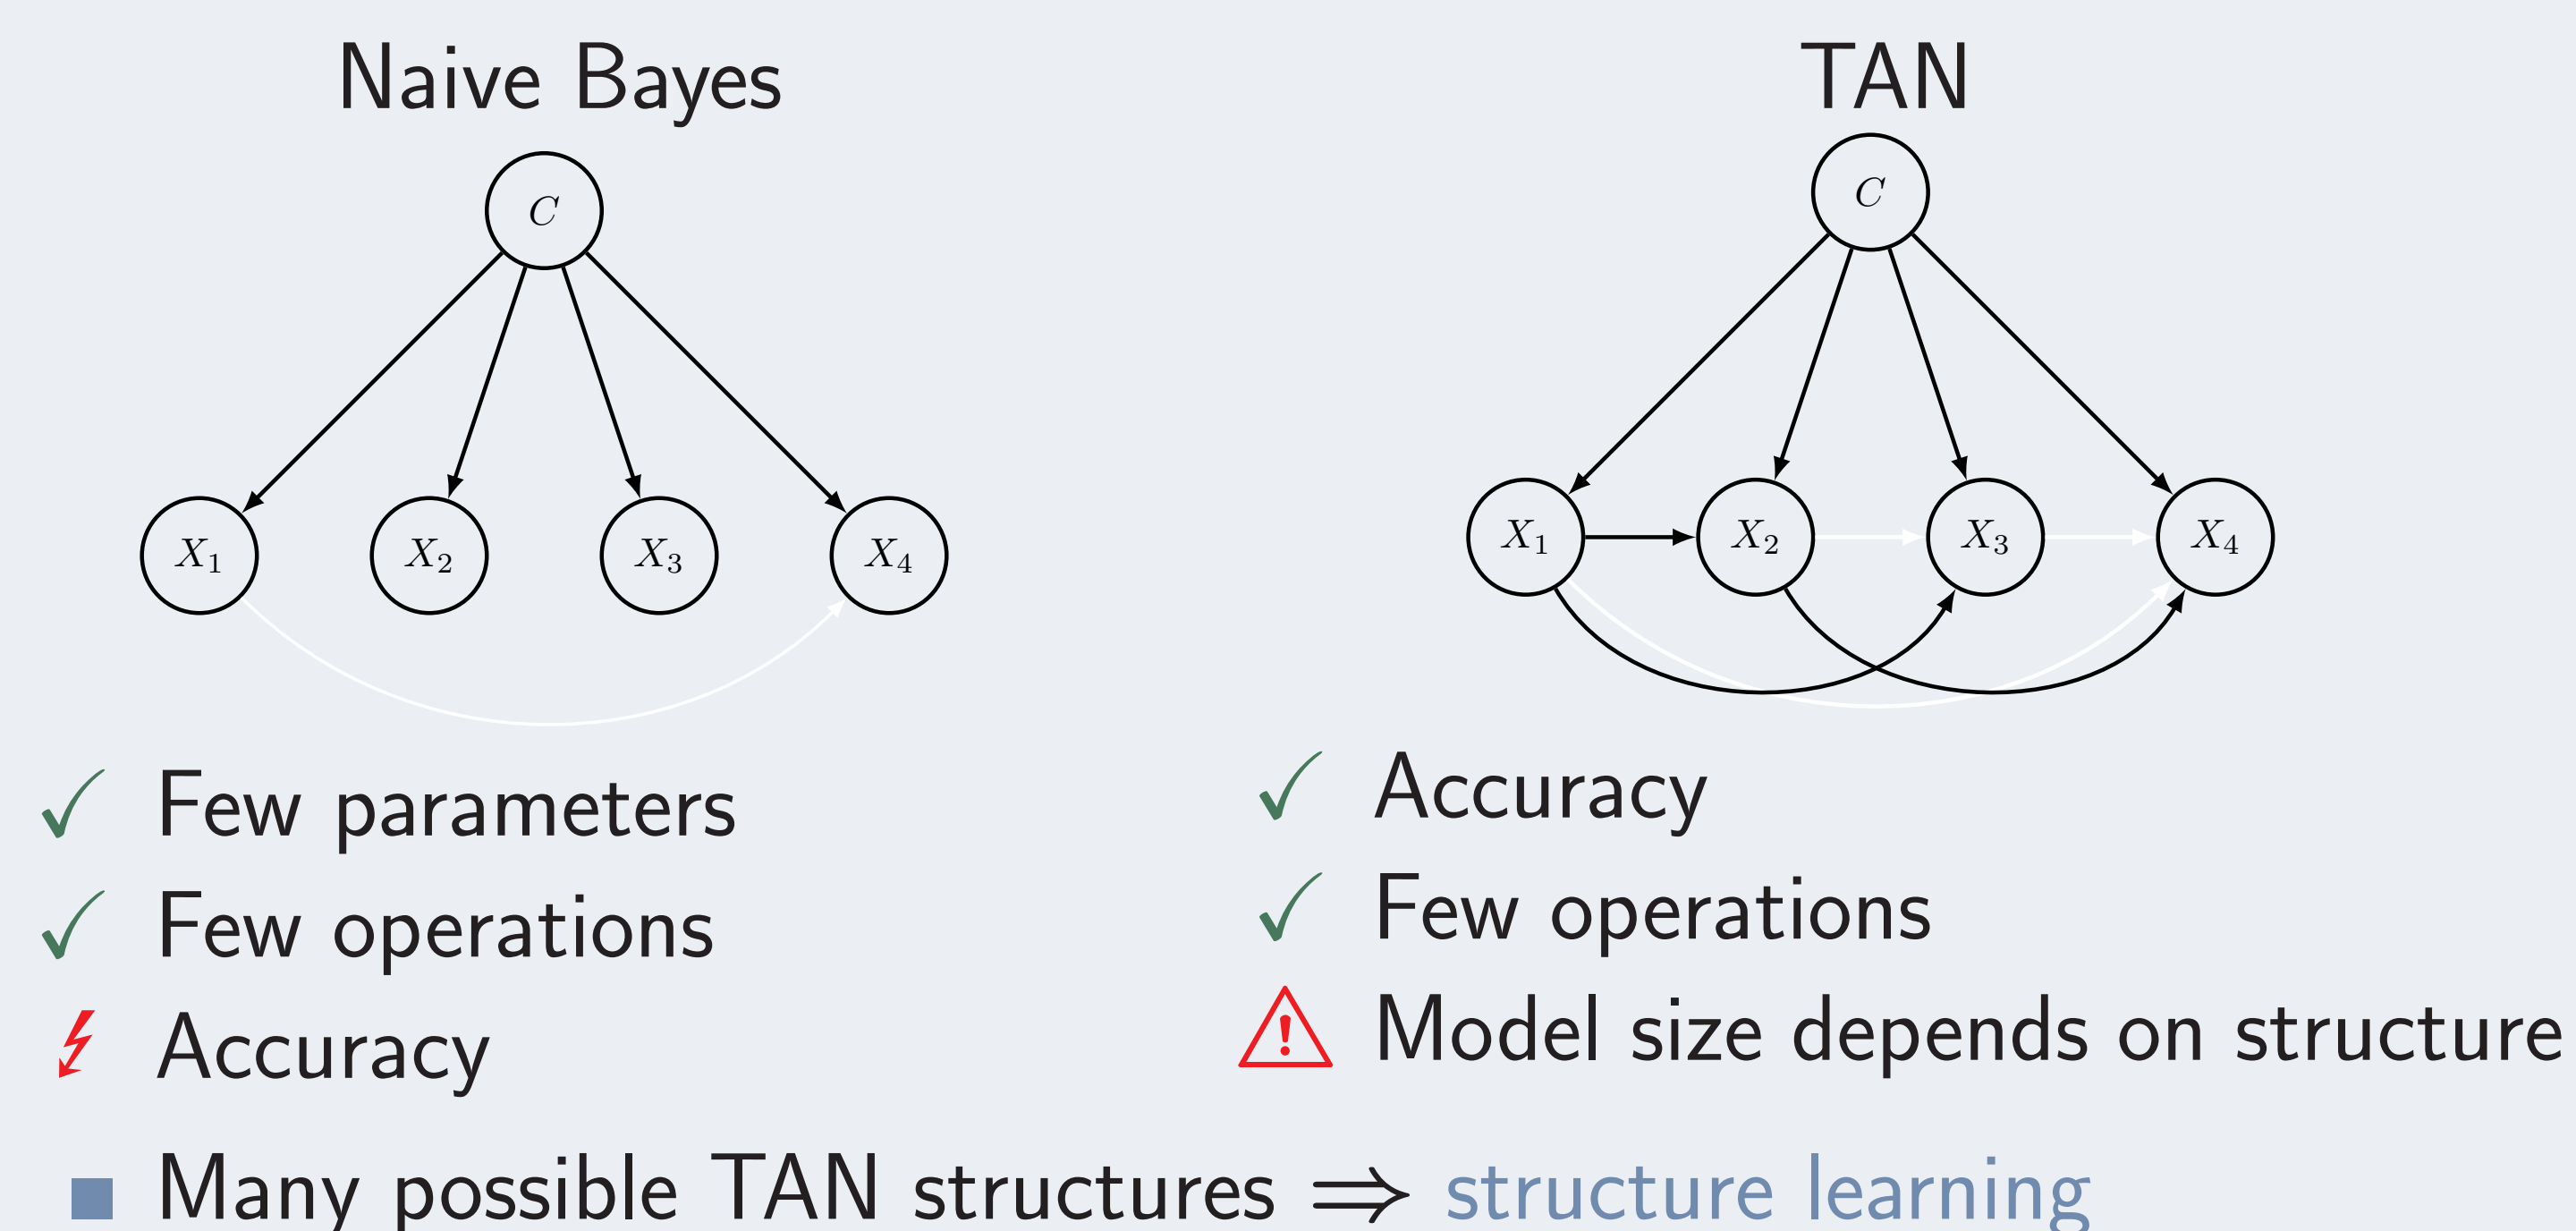 Naive Bayes
C
X1 X2 X3 X4
Few parameters
Few operations
Accuracy
TAN
C
X1 X2 X3 X4
Accuracy
Few operations
Model size depends on structure
Many possible TAN structures ⇒ structure learning